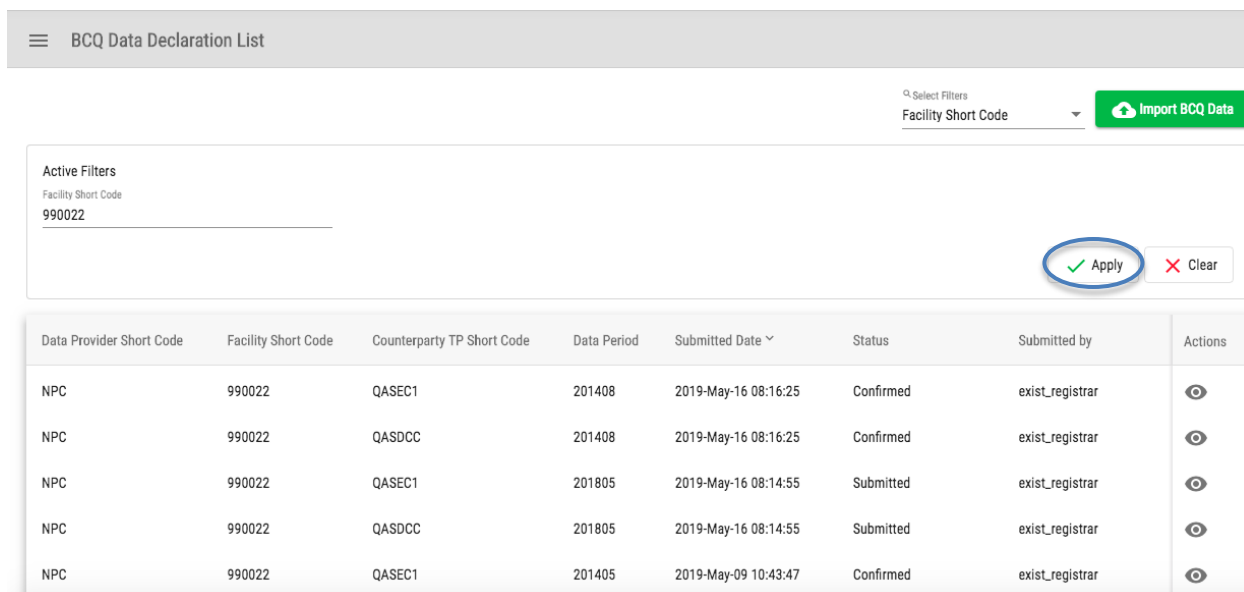 BCQ Data Declaration List
Select Filters
Facility Short Code
Import BCQ Data
Active Filters
Facility Short Code
990022
Apply Clear
Data Provider Short Code Facility Short Code Counterparty TP Short Code Data Period Submitted Date Status Submitted by Actions
NPC 990022 QASEC1 201408 2019-May-16 08:16:25 Confirmed exist_registrar
NPC 990022 QASDCC 201408 2019-May-16 08:16:25 Confirmed exist_registrar
NPC 990022 QASEC1 201805 2019-May-16 08:14:55 Submitted exist_registrar
NPC 990022 QASDCC 201805 2019-May-16 08:14:55 Submitted exist_registrar
NPC 990022 QASEC1 201405 2019-May-09 10:43:47 Confirmed exist_registrar